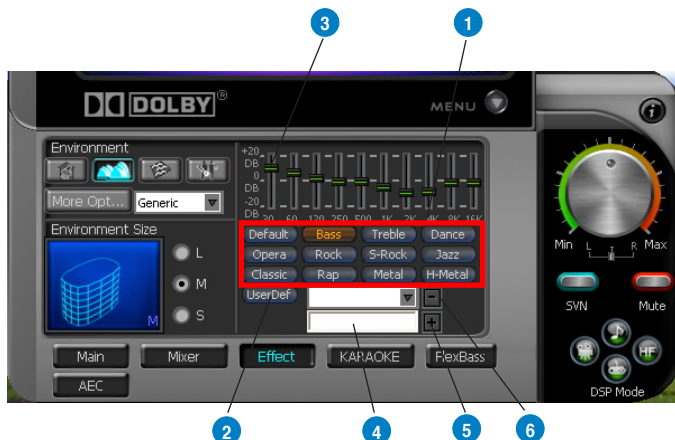 3 1
DOLBY®
MENU
i
Environment
More Opt... Generic
Environment Size
L
M
S
M
+20
DB
0
DB
-20
DB 30 60 120 250 500 1K 2K 4K 8K 16K
Default Bass Treble Dance
Opera Rock S-Rock Jazz
Classic Rap Metal H-Metal
UserDef
Main Mixer Effect KARAOKE FlexBass
AEC
Min L R Max
SVN Mute
HF
DSP Mode
2 4 5 6